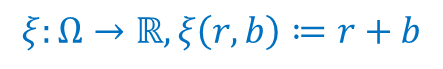 ξ: Ω → ℝ, ξ(r, b) ≔ r + b